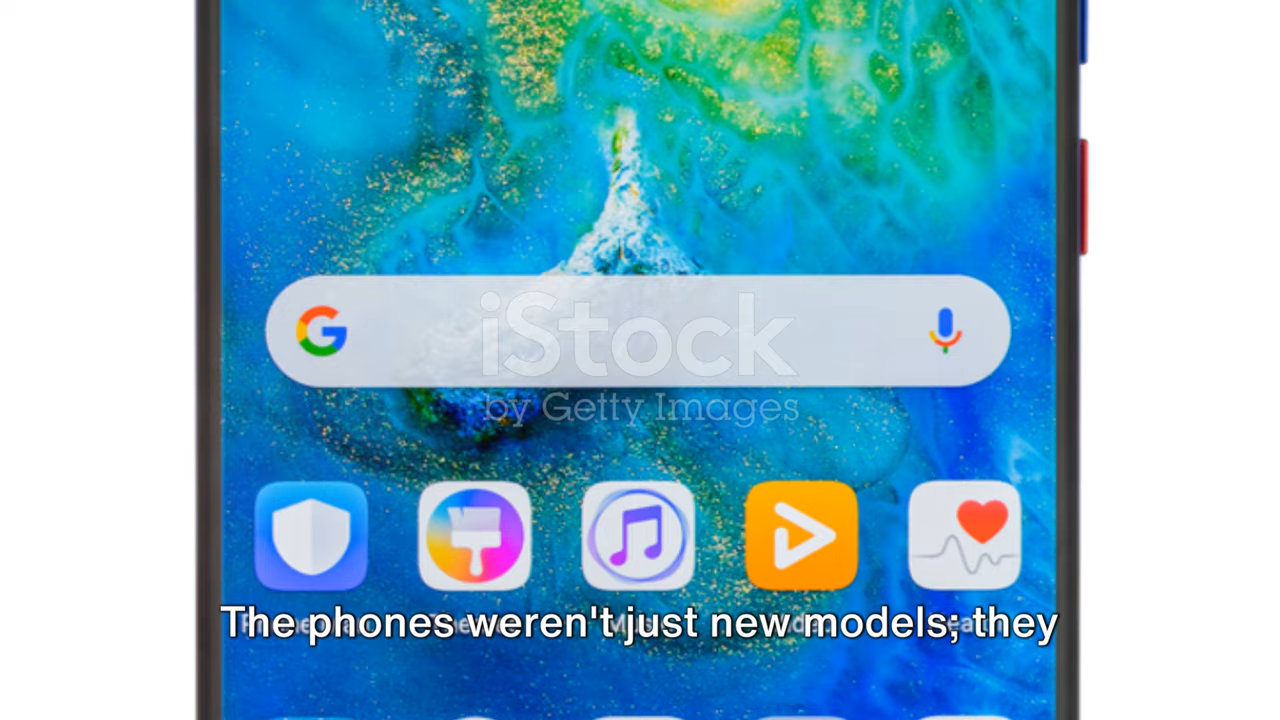 G
iStock
by Getty Images
The phones weren't just new models; they